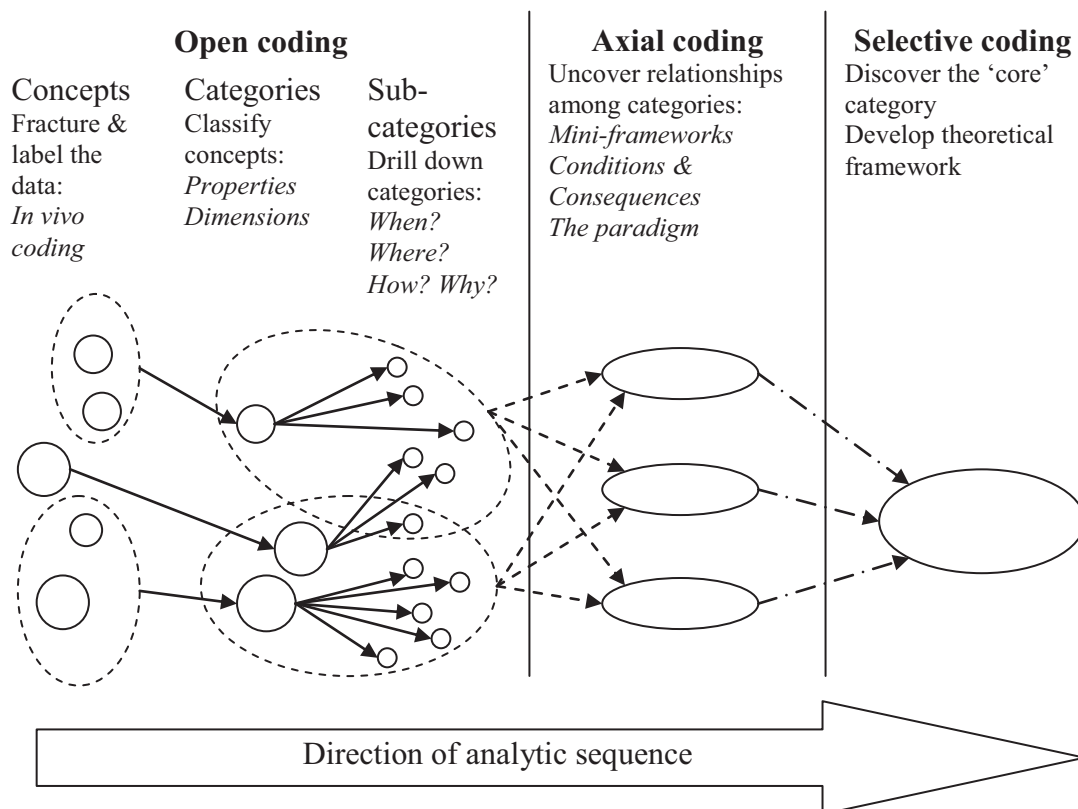 Open coding
Concepts
Fracture &
label the
data:
In vivo
coding
Categories
Classify
concepts:
Properties
Dimensions
Sub-
categories
Drill down
categories:
When?
Where?
How? Why?
Axial coding
Uncover relationships
among categories:
Mini-frameworks
Conditions &
Consequences
The paradigm
Selective coding
Discover the ‘core’
category
Develop theoretical
framework
Direction of analytic sequence